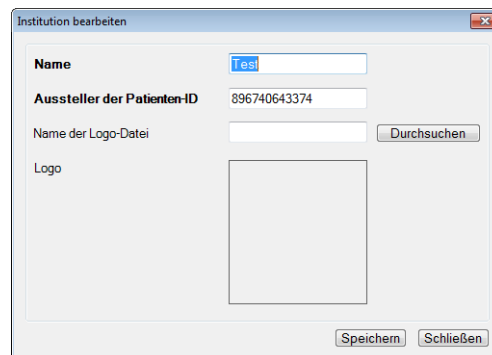 Institution bearbeiten
Name Test
Aussteller der Patienten-ID 896740643374
Name der Logo-Datei Durchsuchen
Logo
Speichern Schließen